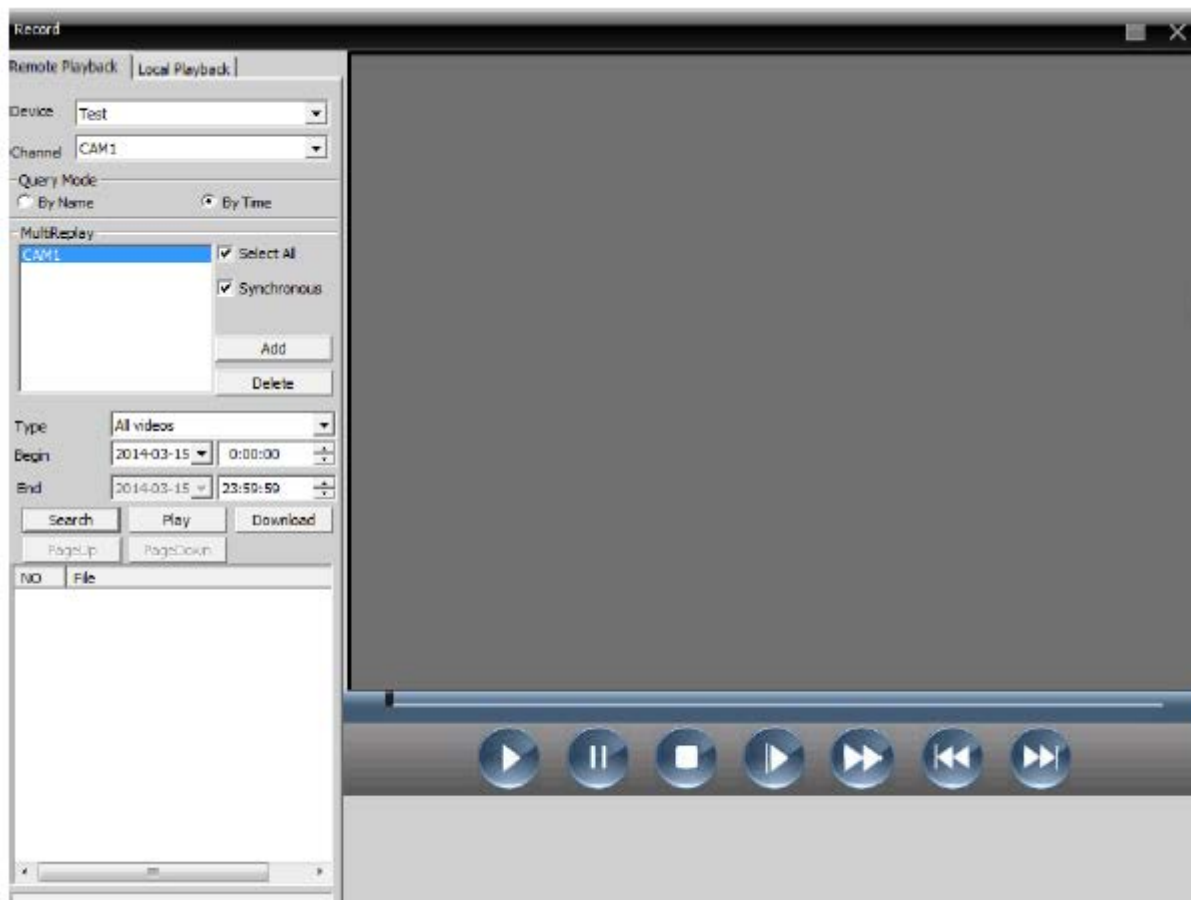 Record
Remote Playback Local Playback
Device Test
Channel CAM1
Query Mode
By Name By Time
MultiReplay
CAM1 Select All
Synchronous
Add
Delete
Type All videos
Begin 2014-03-15 0:00:00
End 2014-03-15 23:59:59
Search Play Download
PageUp PageDown
NO File